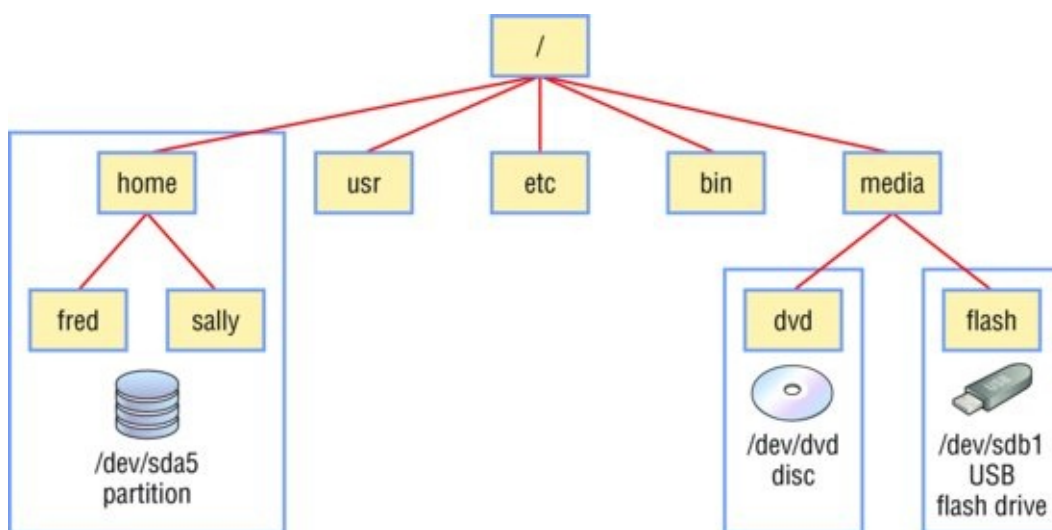 /
home
usr
etc
bin
media
fred
sally
dvd
flash
/dev/sda5
partition
/dev/dvd
disc
/dev/sdb1
USB
flash drive
USB